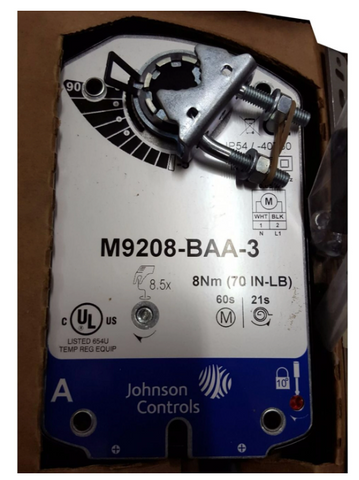 90
IP54
M
WHT BLK
1 2
N L1
M9208-BAA-3
8.5x
8Nm (70 IN-LB)
60s 21s
M
C UL US
LISTED 654U
TEMP REG EQUIP
A
Johnson
Controls
10°